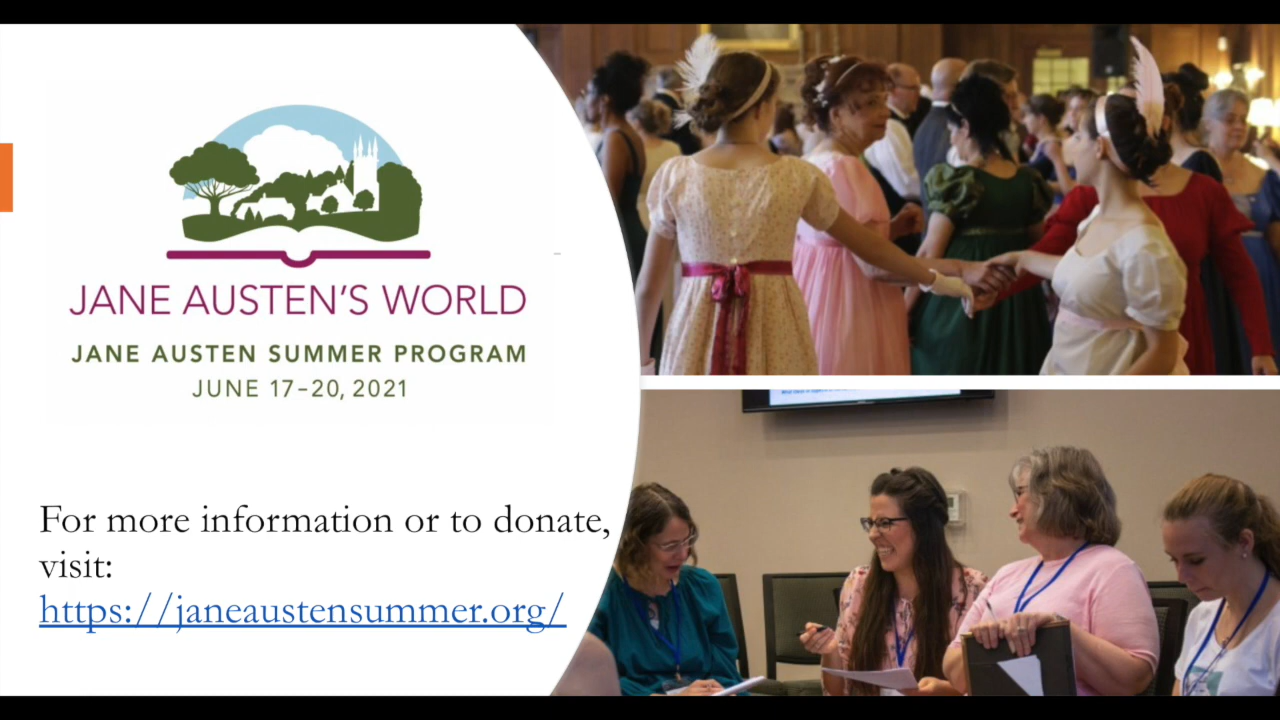 JANE AUSTEN'S WORLD
JANE AUSTEN SUMMER PROGRAM
JUNE 17–20, 2021
For more information or to donate,
visit:
https://janeaustensummer.org/